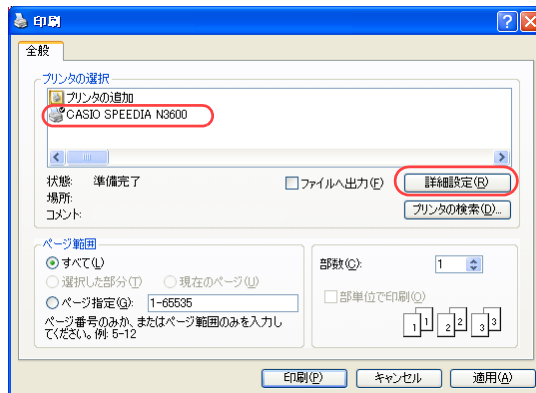 印刷
全般
プリンタの選択
プリンタの追加
CASIO SPEEDIA N3600
状態: 準備完了
ファイルへ出力(F)
詳細設定(R)
場所:
コメント:
プリンタの検索(D)...
ページ範囲
すべて(L)
選択した部分(T) 現在のページ(U)
ページ指定(G): 1-65535
ページ番号のみか、またはページ範囲のみを入力し
てください。例: 5-12
部数(C): 1
部単位で印刷(O)
1 1 2 2 3 3
印刷(P) キャンセル 適用(A)